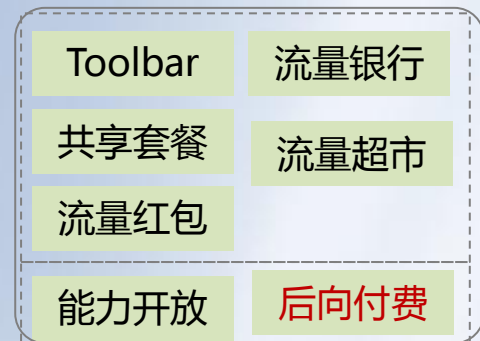 Toolbar
流量银行
共享套餐
流量超市
流量红包
能力开放
后向付费